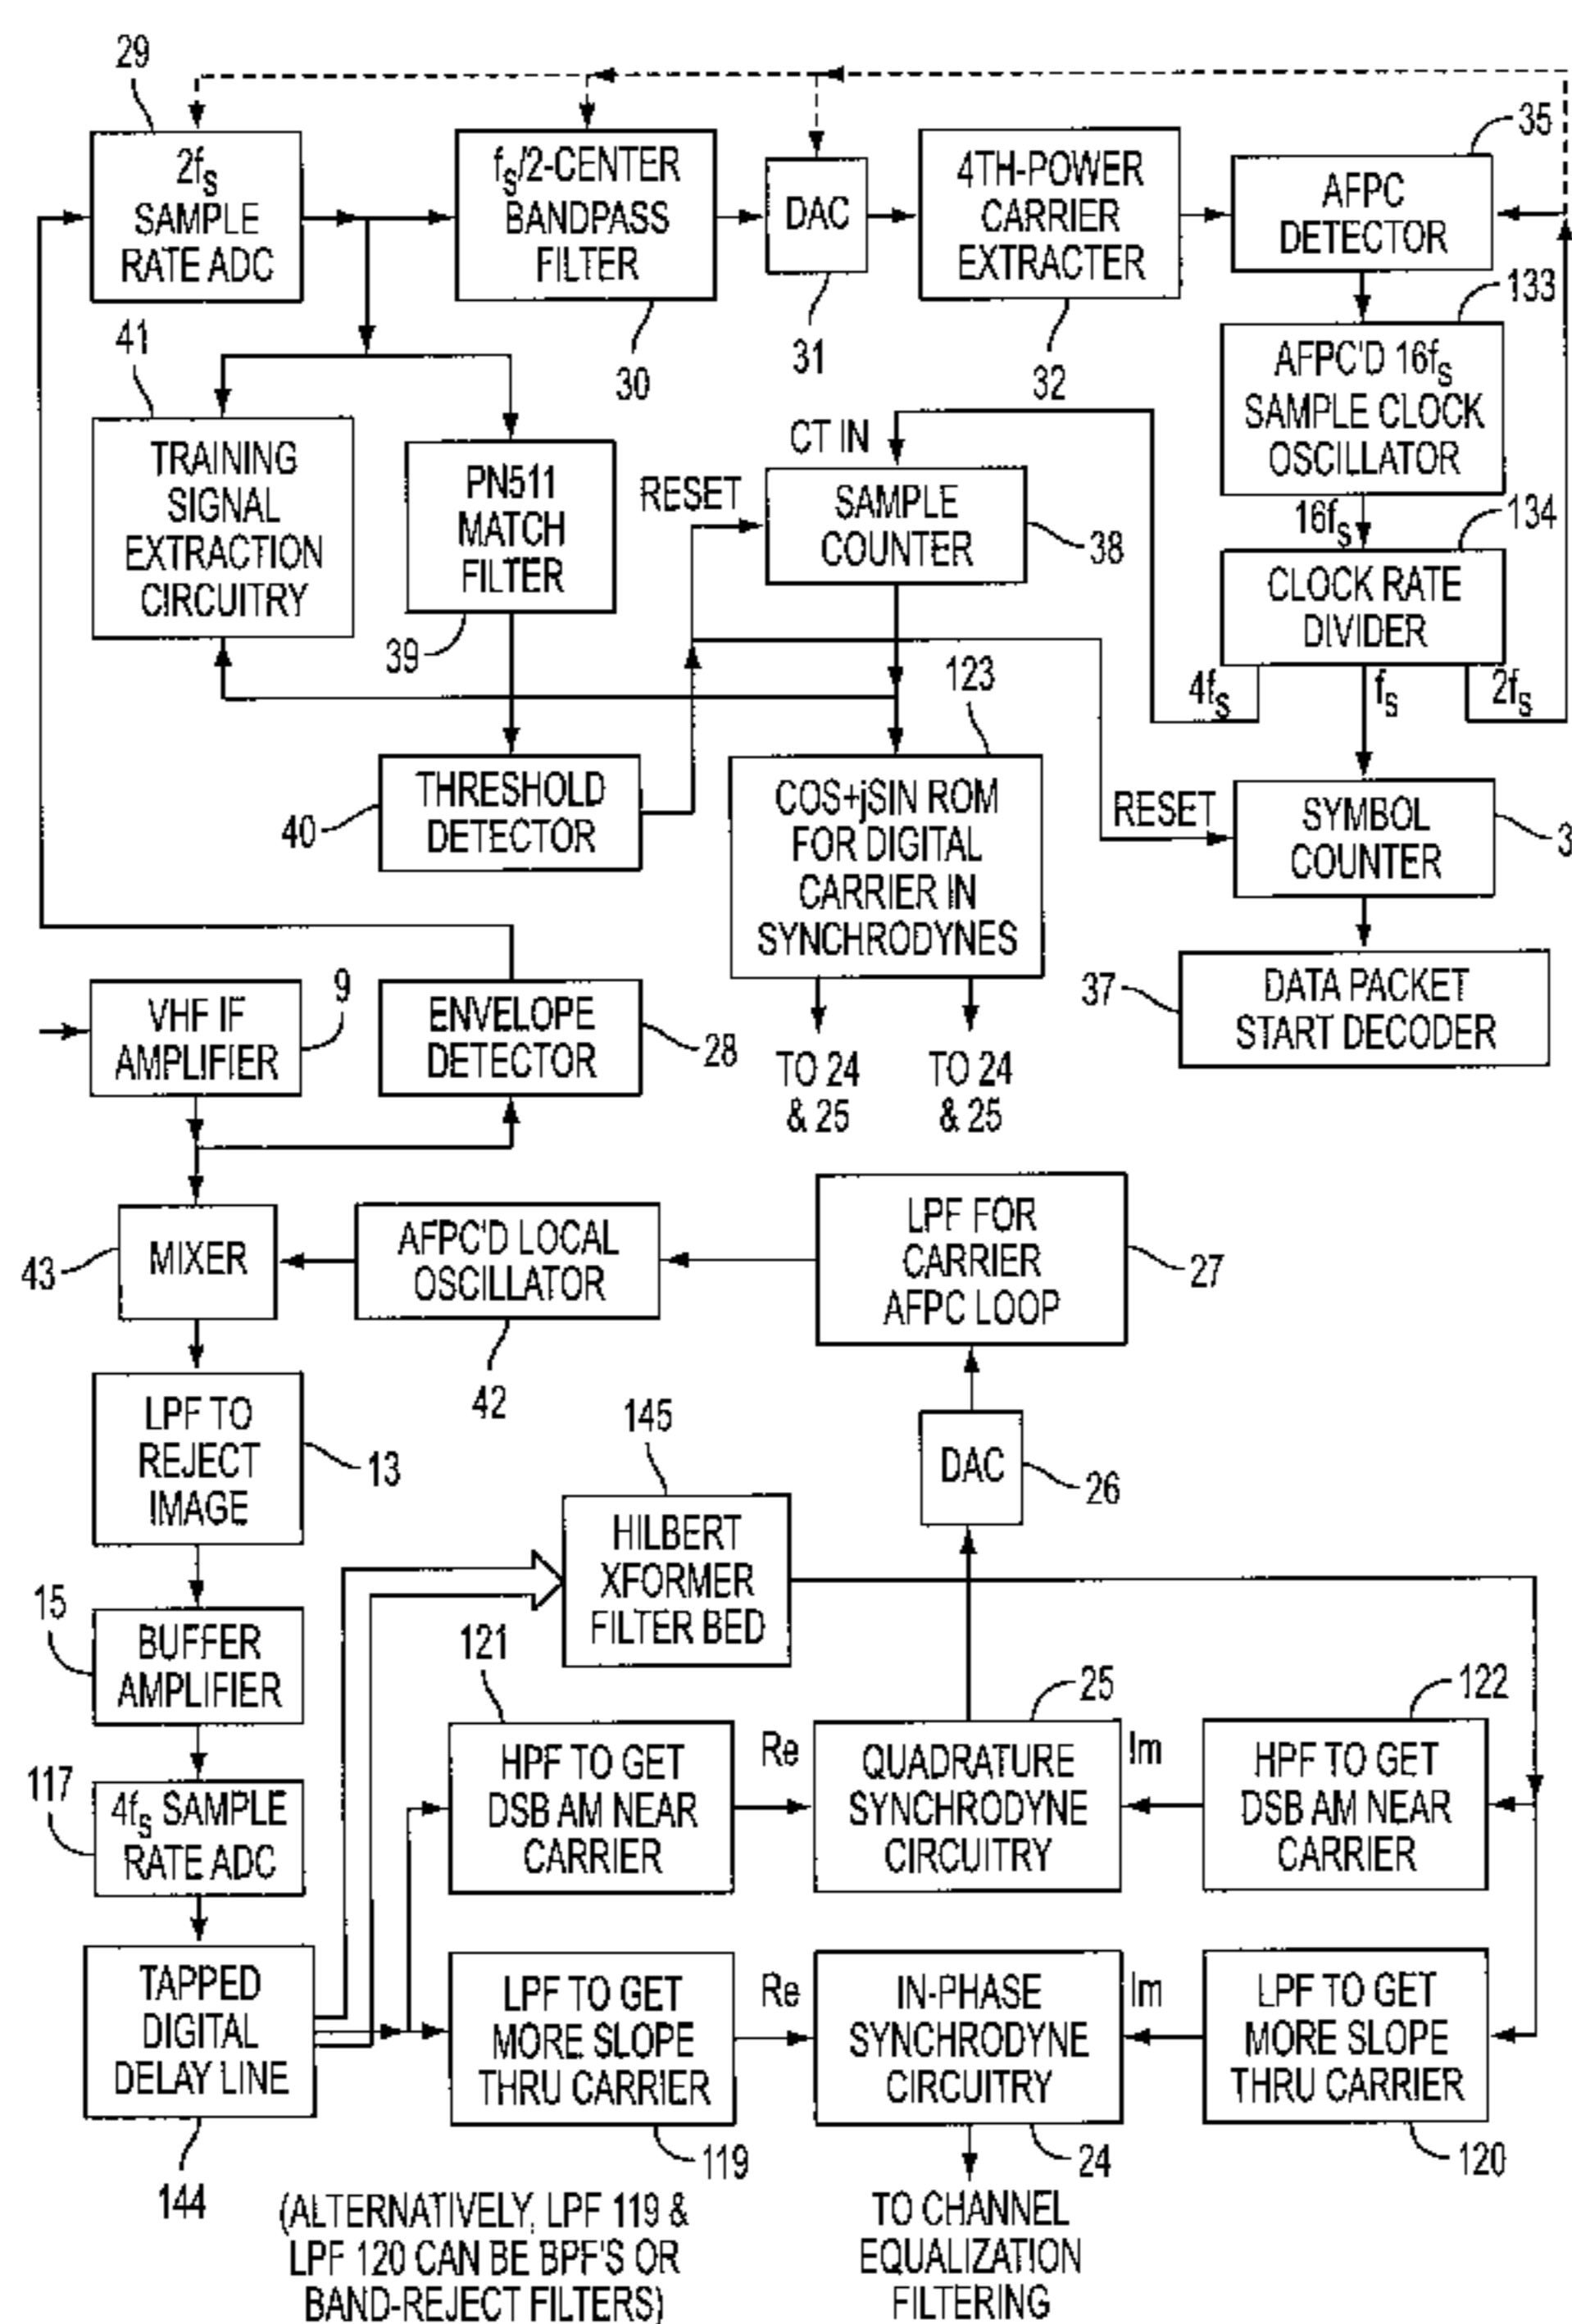 29
2fs
SAMPLE
RATE ADC
fs/2-CENTER
BANDPASS
FILTER
30
DAC
31
4TH-POWER
CARRIER
EXTRACTER
32
35
AFPC
DETECTOR
133
AFPC'D 16fs
SAMPLE CLOCK
OSCILLATOR
16fs
134
CLOCK RATE
DIVIDER
4fs
fs
2fs
41
TRAINING
SIGNAL
EXTRACTION
CIRCUITRY
PN511
MATCH
FILTER
39
CT IN
RESET
SAMPLE
COUNTER
38
123
THRESHOLD
DETECTOR
40
COS+jSIN ROM
FOR DIGITAL
CARRIER IN
SYNCHRODYNES
TO 24
& 25
TO 24
& 25
RESET
SYMBOL
COUNTER
3
37
DATA PACKET
START DECODER
9
VHF IF
AMPLIFIER
ENVELOPE
DETECTOR
28
43
MIXER
AFPC'D LOCAL
OSCILLATOR
42
LPF FOR
CARRIER
AFPC LOOP
27
LPF TO
REJECT
IMAGE
13
145
HILBERT
XFORMER
FILTER BED
DAC
26
15
BUFFER
AMPLIFIER
117
4fs SAMPLE
RATE ADC
121
HPF TO GET
DSB AM NEAR
CARRIER
Re
25
QUADRATURE
SYNCHRODYNE
CIRCUITRY
Im
122
HPF TO GET
DSB AM NEAR
CARRIER
TAPPED
DIGITAL
DELAY LINE
144
LPF TO GET
MORE SLOPE
THRU CARRIER
119
Re
IN-PHASE
SYNCHRODYNE
CIRCUITRY
24
Im
LPF TO GET
MORE SLOPE
THRU CARRIER
120
(ALTERNATIVELY, LPF 119 &
LPF 120 CAN BE BPF'S OR
BAND-REJECT FILTERS)
TO CHANNEL
EQUALIZATION
FILTERING